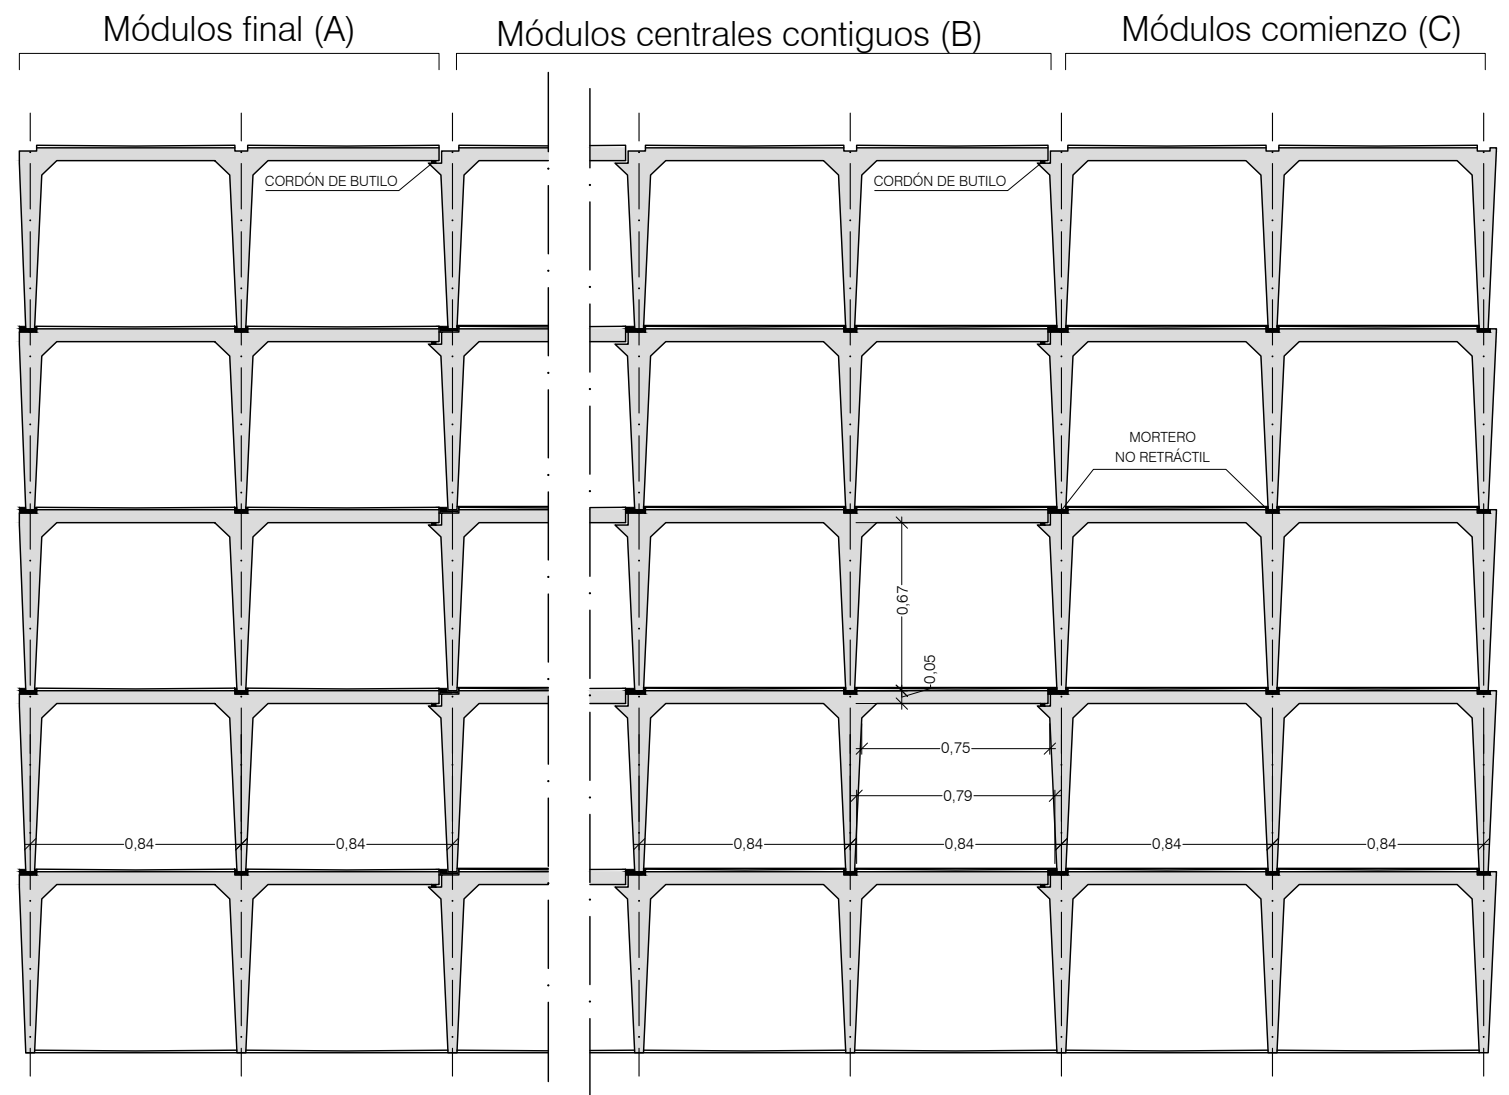 Módulos final (A)
Módulos centrales contiguos (B)
Módulos comienzo (C)
CORDÓN DE BUTILO
CORDÓN DE BUTILO
MORTERO
NO RETRÁCTIL
0,67
0,05
0,75
0,79
0,84
0,84
0,84
0,84
0,84
0,84